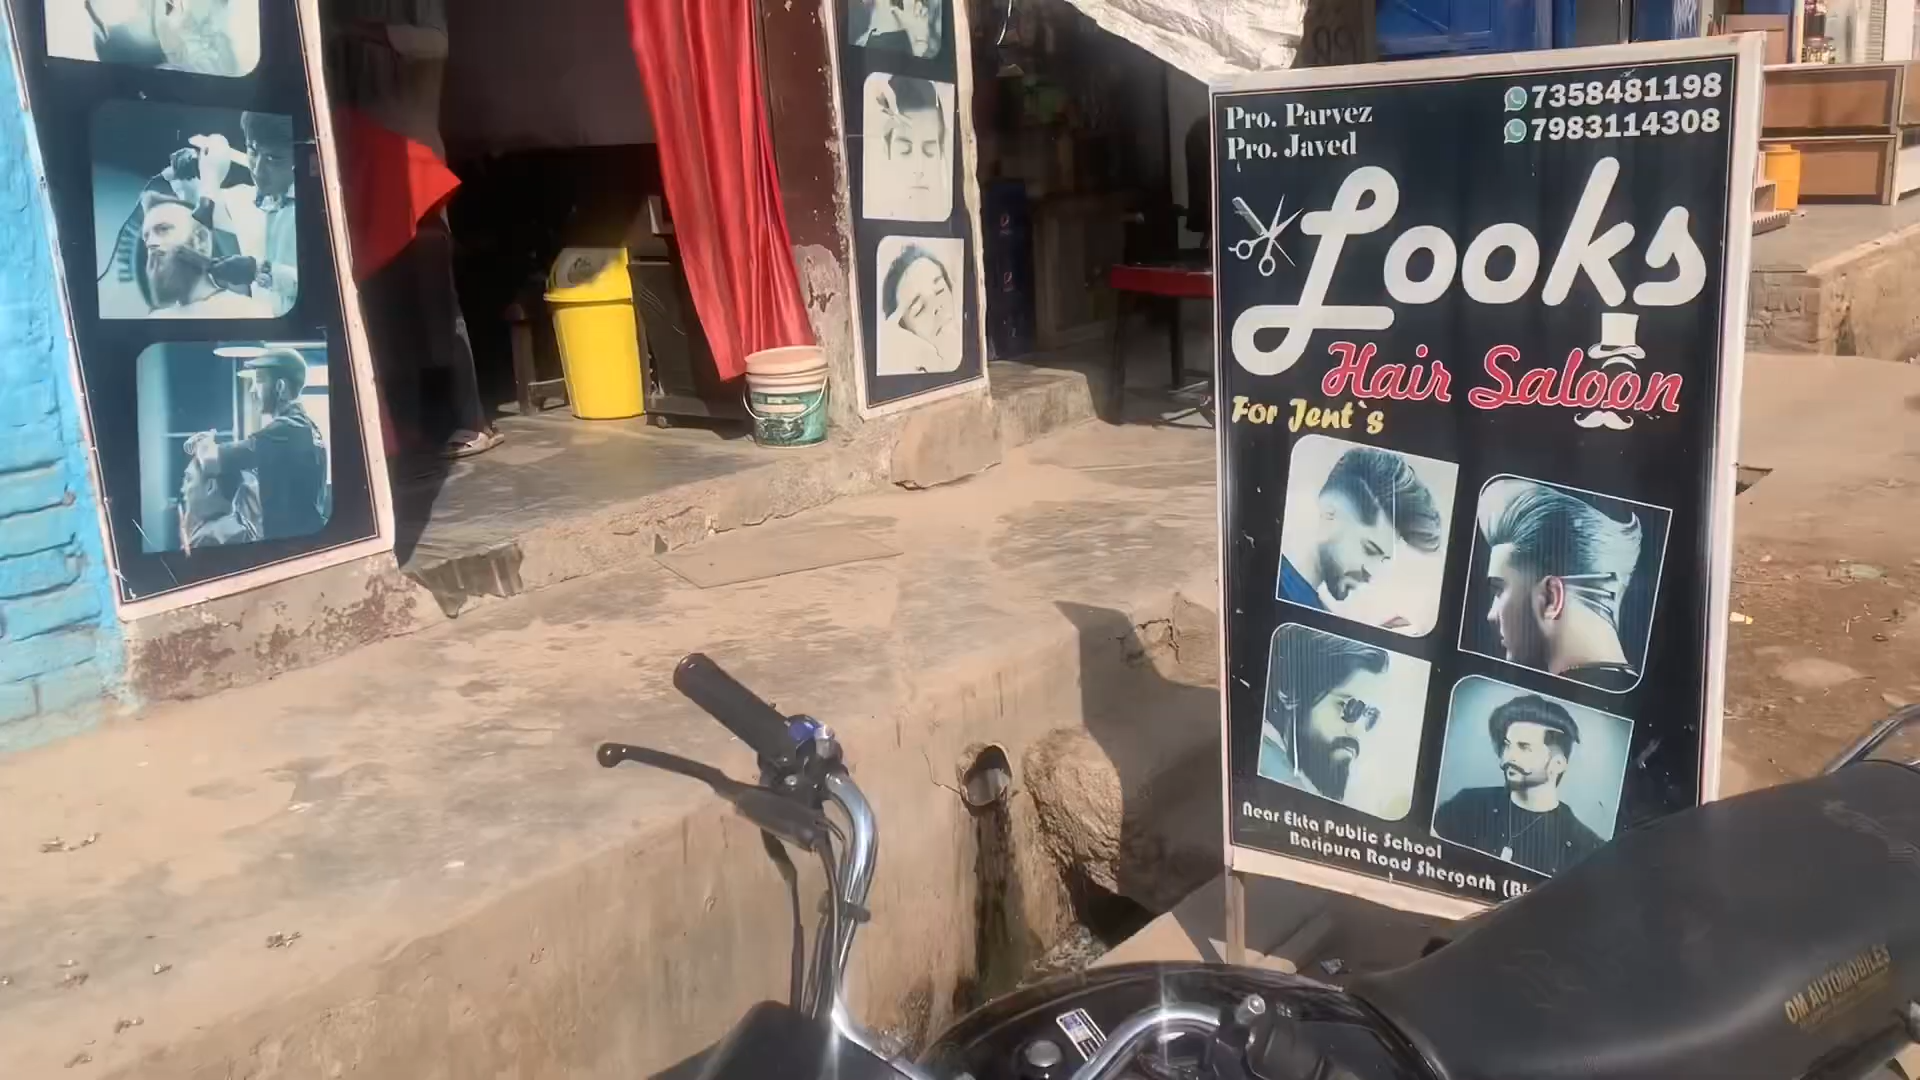 Pro. Parvez
Pro. Javed
7358481198
7983114308
Looks
Hair Saloon
For Jent`s
Near Ekta Public School
Baripura Road Shergarh
OM AUTOMOBILES